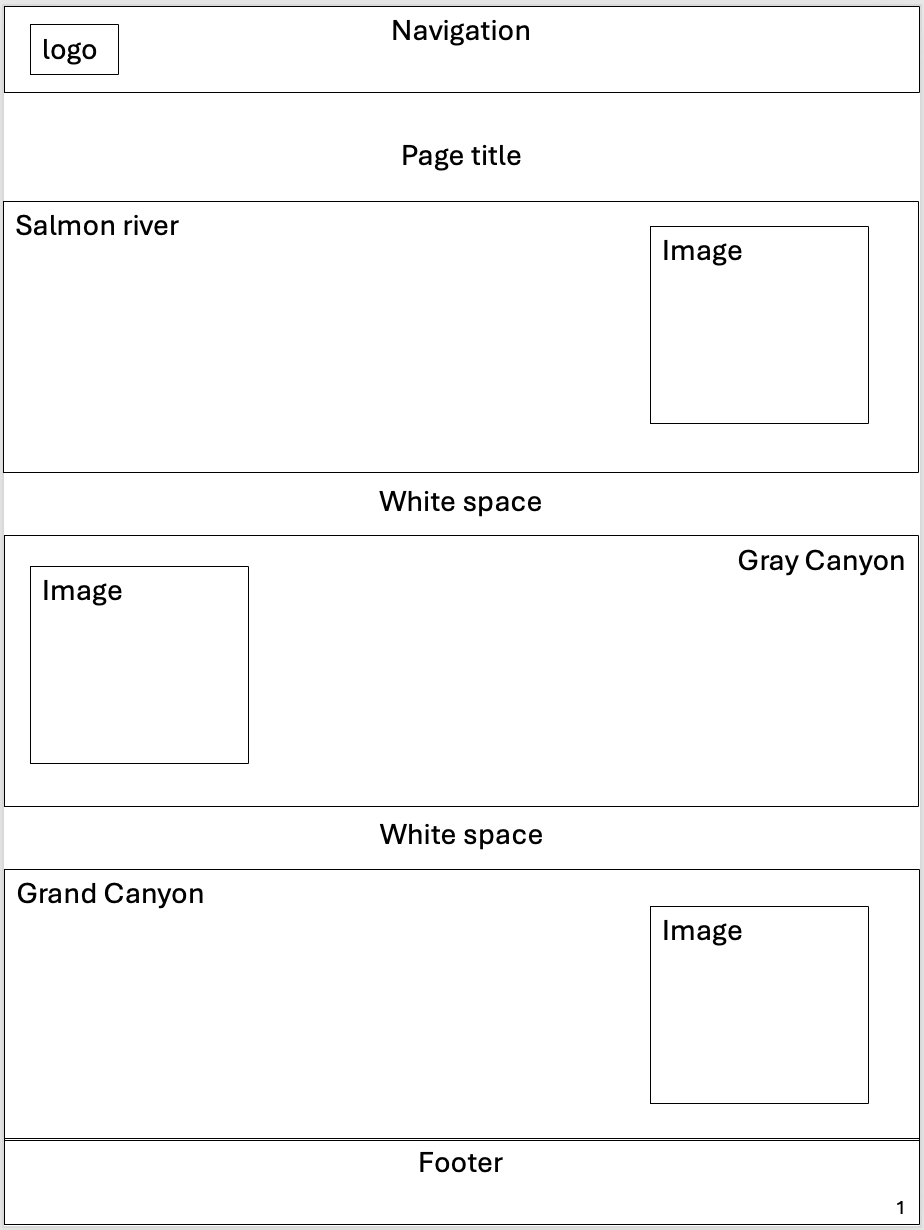 Navigation
logo
Page title
Salmon river
Image
White space
Gray Canyon
Image
White space
Grand Canyon
Image
Footer
1